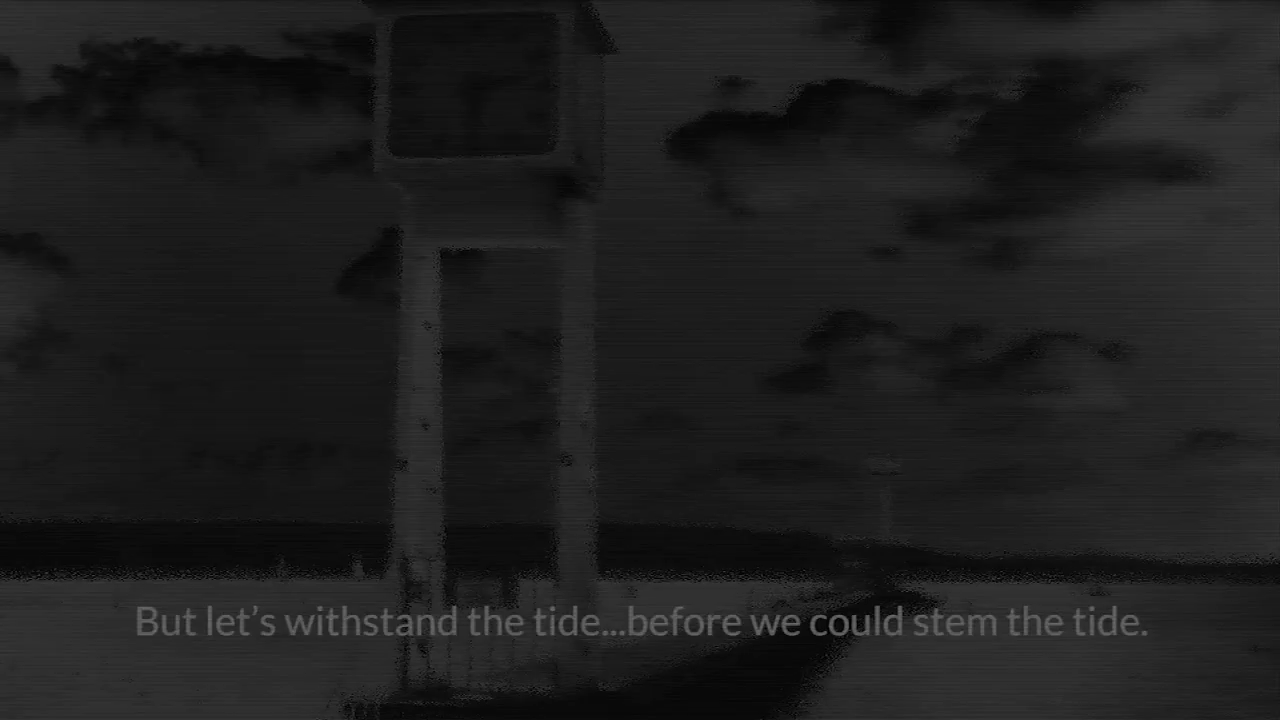 But let’s withstand the tide...before we could stem the tide.